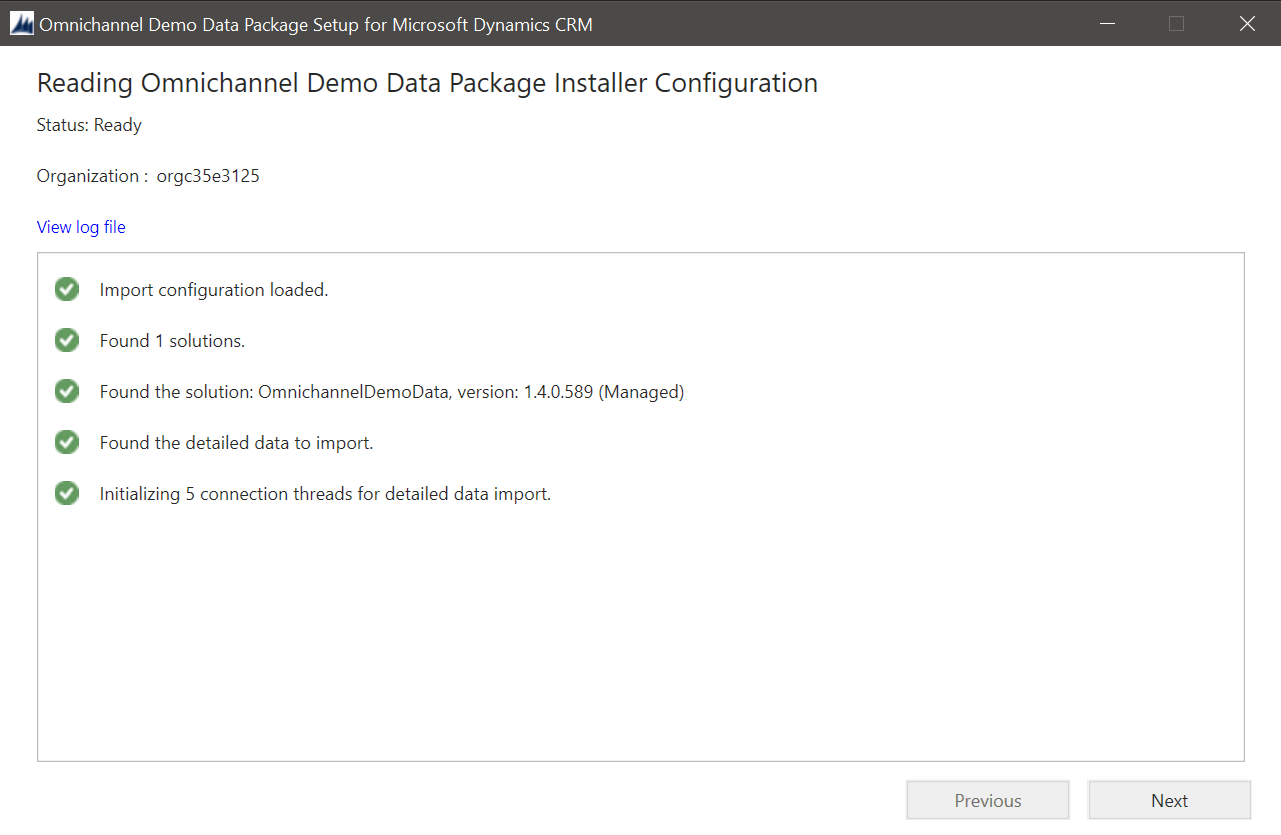 Omnichannel Demo Data Package Setup for Microsoft Dynamics CRM
Reading Omnichannel Demo Data Package Installer Configuration
Status: Ready
Organization :  orgc35e3125
View log file
Import configuration loaded.
Found 1 solutions.
Found the solution: OmnichannelDemoData, version: 1.4.0.589 (Managed)
Found the detailed data to import.
Initializing 5 connection threads for detailed data import.
Previous
Next